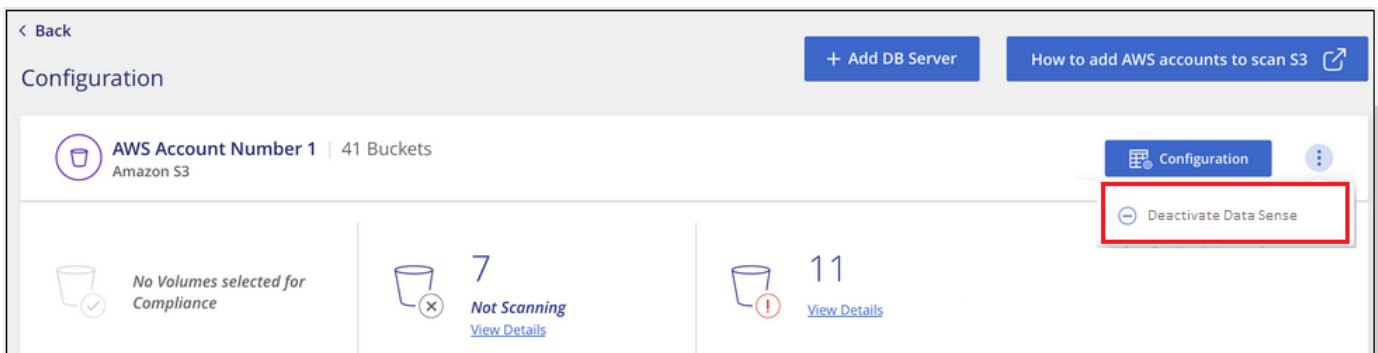 < Back
+ Add DB Server
How to add AWS accounts to scan S3
Configuration
AWS Account Number 1 | 41 Buckets
Amazon S3
Configuration
Deactivate Data Sense
No Volumes selected for
Compliance
7
Not Scanning
View Details
11
View Details